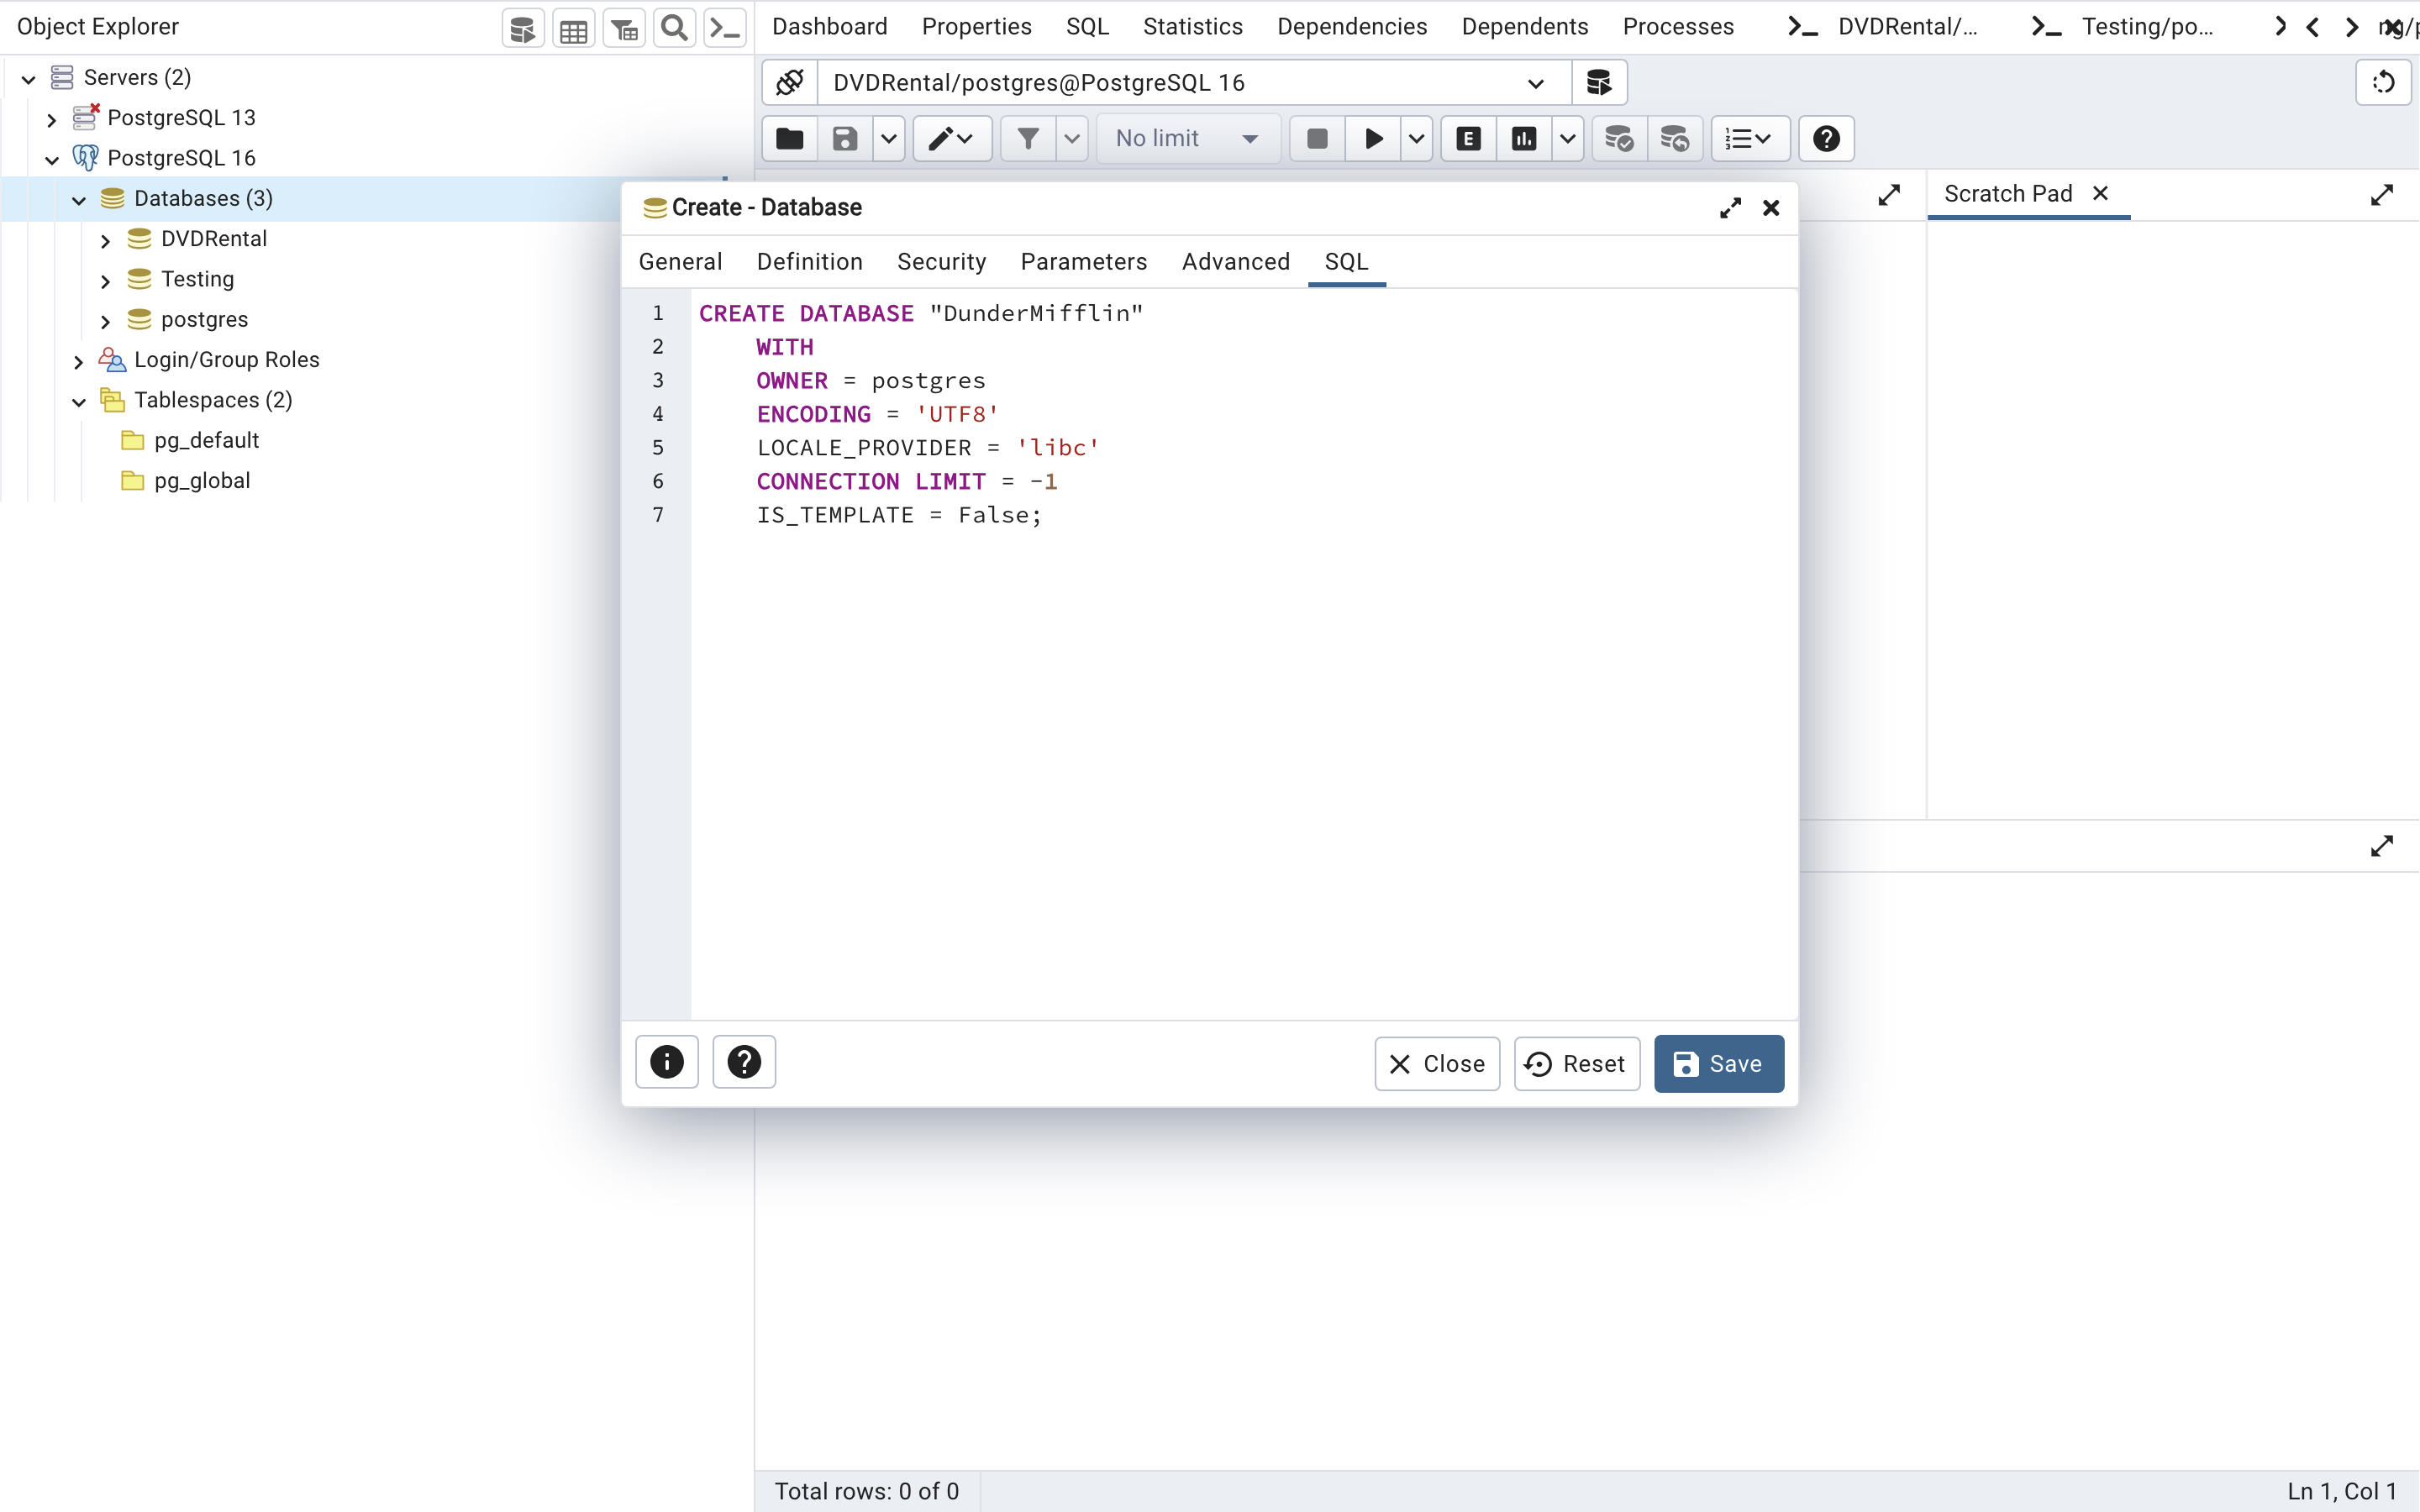 Object Explorer
Dashboard Properties SQL Statistics Dependencies Dependents Processes DVDRental/... Testing/po...
Servers (2)
PostgreSQL 13
PostgreSQL 16
Databases (3)
DVDRental
Testing
postgres
Login/Group Roles
Tablespaces (2)
pg_default
pg_global
DVDRental/postgres@PostgreSQL 16
No limit
E
Scratch Pad
Create - Database
General Definition Security Parameters Advanced SQL
1 CREATE DATABASE "DunderMifflin"
2 WITH
3 OWNER = postgres
4 ENCODING = 'UTF8'
5 LOCALE_PROVIDER = 'libc'
6 CONNECTION LIMIT = -1
7 IS_TEMPLATE = False;
Close Reset Save
Total rows: 0 of 0
Ln 1, Col 1